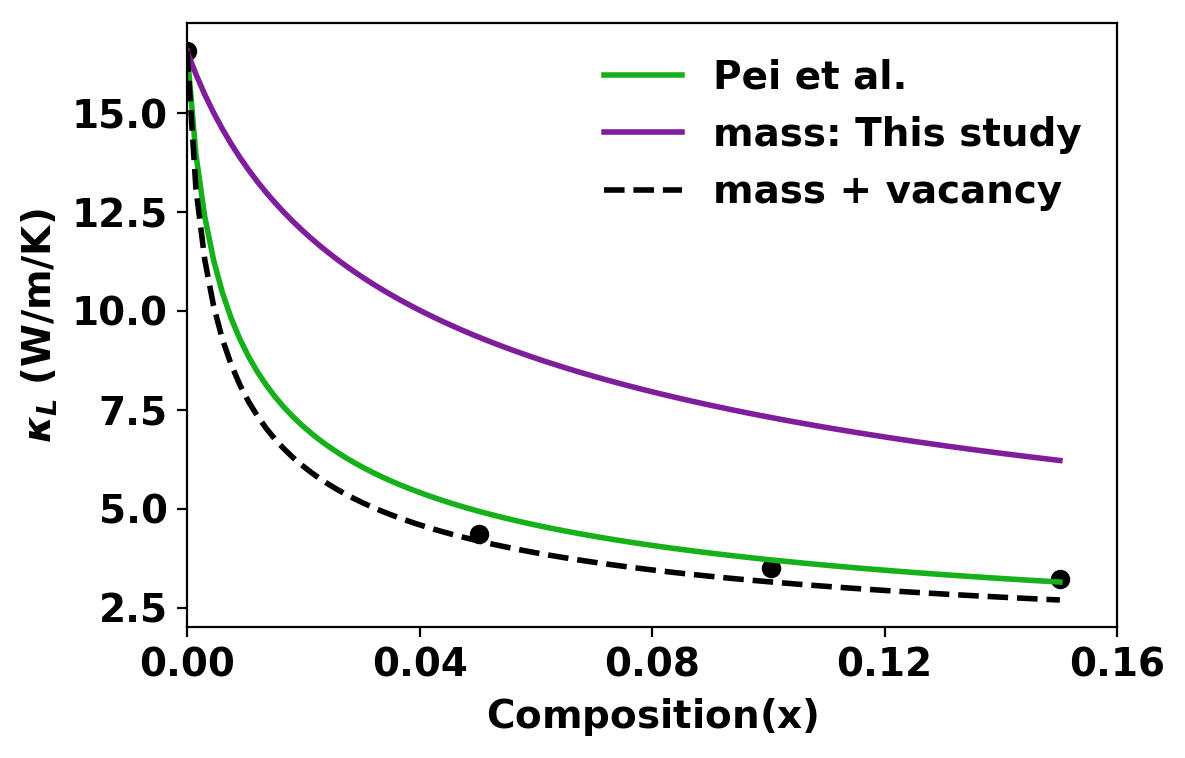 Pei et al.
mass: This study
mass + vacancy
15.0
12.5
10.0
7.5
5.0
2.5
κL (W/m/K)
0.00 0.04 0.08 0.12 0.16
Composition(x)